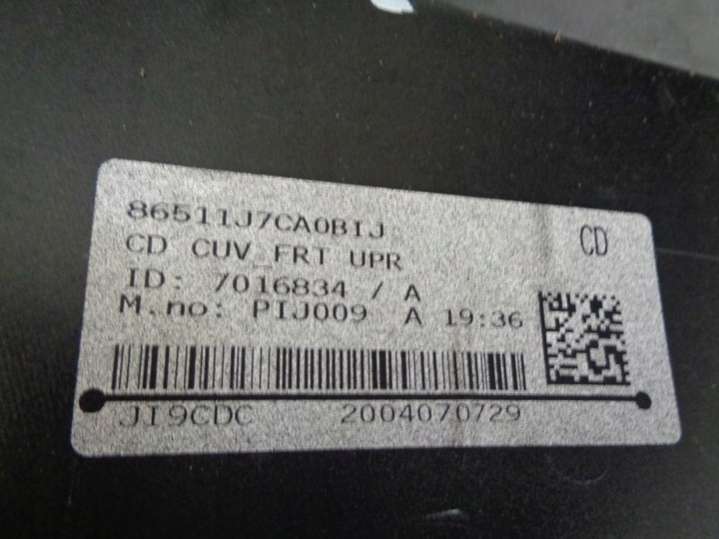 86511J7CA0BIJ
CD
CD CUV_FRT UPR
ID: 7016834 / A
M.no: PIJ009 A 19:36
JI9CDC 2004070729